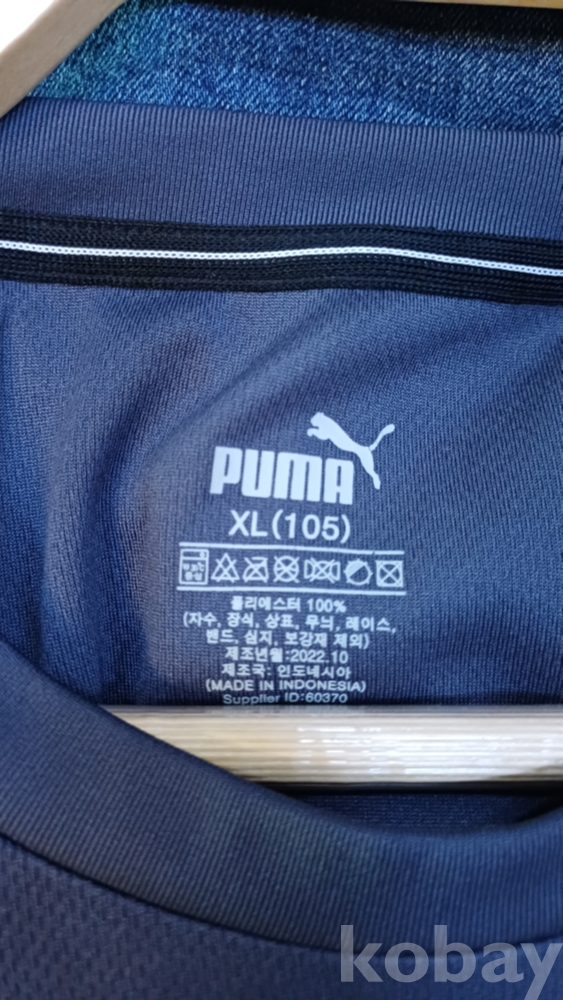 PUMA
XL(105)
폴리에스터 100%
(자수, 장식, 상표, 무늬, 레이스,
밴드, 심지, 보강재 제외)
제조년월:2022.10
제조국: 인도네시아
(MADE IN INDONESIA)
Supplier ID:60370
kobay